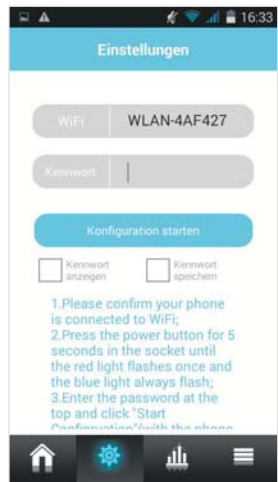 16:33
Einstellungen
WiFi WLAN-4AF427
Kennwort
Konfiguration starten
Kennwort
anzeigen
Kennwort
speichern
1.Please confirm your phone
is connected to WiFi;
2.Press the power button for 5
seconds in the socket until
the red light flashes once and
the blue light always flash;
3.Enter the password at the
top and click "Start